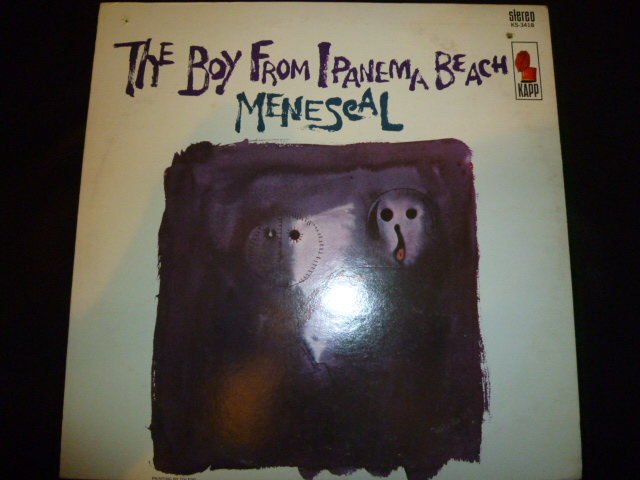 stereo
KS-3418
THE BOY FROM IPANEMA BEACH
MENESCAL
KAPP